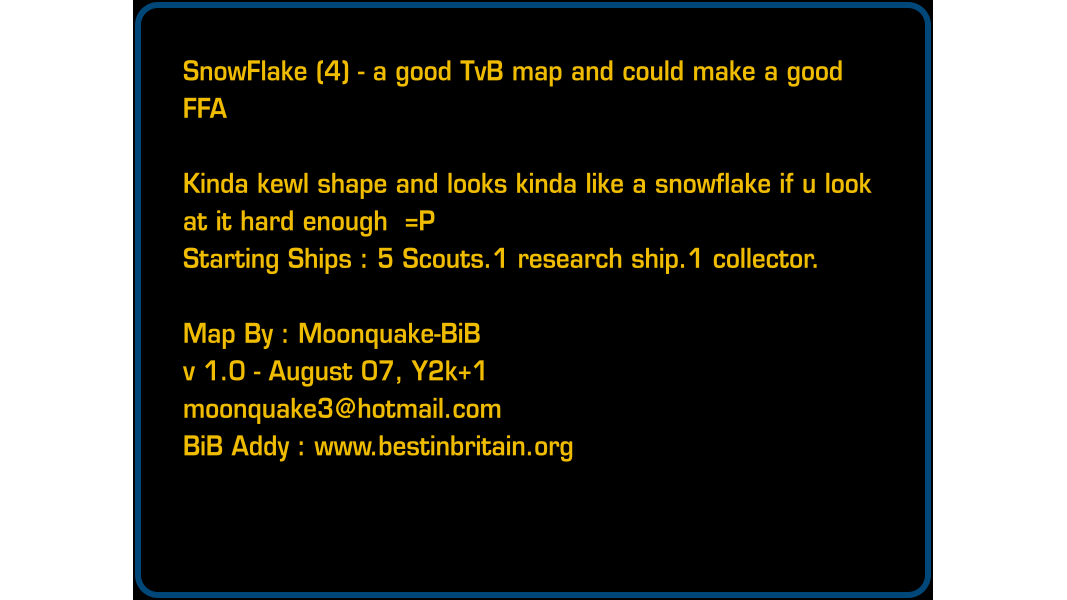 SnowFlake (4) - a good TvB map and could make a good
FFA
Kinda kewl shape and looks kinda like a snowflake if u look
at it hard enough  =P
Starting Ships : 5 Scouts.1 research ship.1 collector.
Map By : Moonquake-BiB
v 1.0 - August 07, Y2k+1
moonquake3@hotmail.com
BiB Addy : www.bestinbritain.org